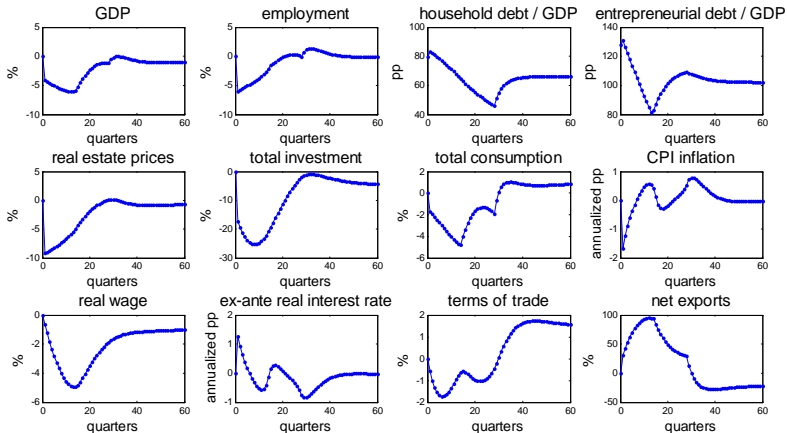 GDP
employment
household debt / GDP
entrepreneurial debt / GDP
5
0
-5
-10
%
0 20 40 60
quarters
5
0
-5
-10
%
0 20 40 60
quarters
100
80
60
40
pp
0 20 40 60
quarters
140
120
100
80
pp
0 20 40 60
quarters
real estate prices
total investment
total consumption
CPI inflation
5
0
-5
-10
%
0 20 40 60
quarters
0
-10
-20
-30
%
0 20 40 60
quarters
2
0
-2
-4
-6
%
0 20 40 60
quarters
1
0
-1
-2
annualized pp
0 20 40 60
quarters
real wage
ex-ante real interest rate
terms of trade
net exports
0
-2
-4
-6
%
0 20 40 60
quarters
2
1
0
-1
annualized pp
0 20 40 60
quarters
2
1
0
-1
-2
%
0 20 40 60
quarters
100
50
0
-50
%
0 20 40 60
quarters